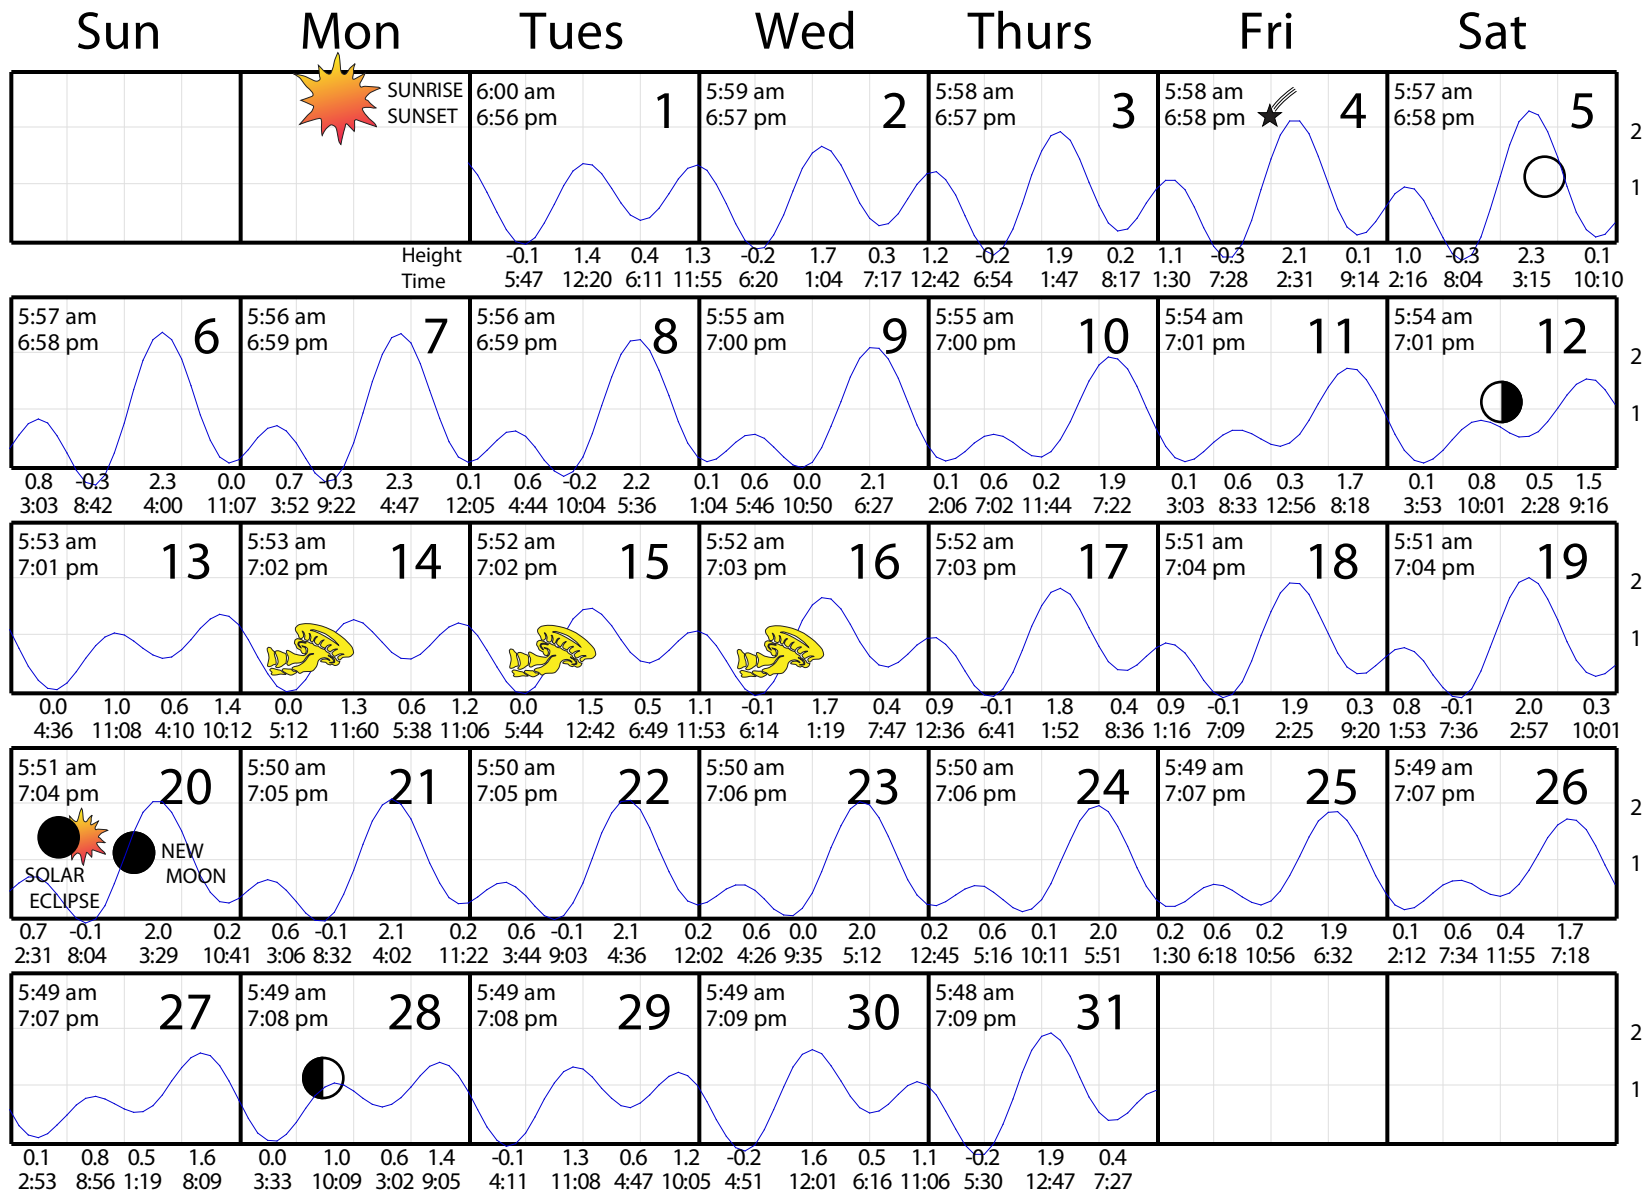 Sun Mon Tues Wed Thurs Fri Sat
SUNRISE 6:00 am 5:59 am 5:58 am 5:58 am 5:57 am
SUNSET 6:56 pm 6:57 pm 6:57 pm 6:58 pm 6:58 pm
1 2 3 4 5
2
1
Height -0.1 1.4 0.4 1.3 -0.2 1.7 0.3 1.2 -0.2 1.9 0.2 1.1 -0.3 2.1 0.1 1.0 -0.3 2.3 0.1
Time 5:47 12:20 6:11 11:55 6:20 1:04 7:17 12:42 6:54 1:47 8:17 1:30 7:28 2:31 9:14 2:16 8:04 3:15 10:10
5:57 am 5:56 am 5:56 am 5:55 am 5:55 am 5:54 am 5:54 am
6:58 pm 6:59 pm 6:59 pm 7:00 pm 7:00 pm 7:01 pm 7:01 pm
6 7 8 9 10 11 12
2
1
0.8 -0.3 2.3 0.0 0.7 -0.3 2.3 0.1 0.6 -0.2 2.2 0.1 0.6 0.0 2.1 0.1 0.6 0.2 1.9 0.1 0.6 0.3 1.7 0.1 0.8 0.5 1.5
3:03 8:42 4:00 11:07 3:52 9:22 4:47 12:05 4:44 10:04 5:36 1:04 5:46 10:50 6:27 2:06 7:02 11:44 7:22 3:03 8:33 12:56 8:18 3:53 10:01 2:28 9:16
5:53 am 5:53 am 5:52 am 5:52 am 5:52 am 5:51 am 5:51 am
7:01 pm 7:02 pm 7:02 pm 7:03 pm 7:03 pm 7:04 pm 7:04 pm
13 14 15 16 17 18 19
2
1
0.0 1.0 0.6 1.4 0.0 1.3 0.6 1.2 0.0 1.5 0.5 1.1 -0.1 1.7 0.4 0.9 -0.1 1.8 0.4 0.9 -0.1 1.9 0.3 0.8 -0.1 2.0 0.3
4:36 11:08 4:10 10:12 5:12 11:60 5:38 11:06 5:44 12:42 6:49 11:53 6:14 1:19 7:47 12:36 6:41 1:52 8:36 1:16 7:09 2:25 9:20 1:53 7:36 2:57 10:01
5:51 am 5:50 am 5:50 am 5:50 am 5:50 am 5:49 am 5:49 am
7:04 pm 7:05 pm 7:05 pm 7:06 pm 7:06 pm 7:07 pm 7:07 pm
20 21 22 23 24 25 26
2
NEW
1
SOLAR MOON
ECLIPSE
0.7 -0.1 2.0 0.2 0.6 -0.1 2.1 0.2 0.6 -0.1 2.1 0.2 0.6 0.0 2.0 0.2 0.6 0.1 2.0 0.2 0.6 0.2 1.9 0.1 0.6 0.4 1.7
2:31 8:04 3:29 10:41 3:06 8:32 4:02 11:22 3:44 9:03 4:36 12:02 4:26 9:35 5:12 12:45 5:16 10:11 5:51 1:30 6:18 10:56 6:32 2:12 7:34 11:55 7:18
5:49 am 5:49 am 5:49 am 5:49 am 5:48 am
7:07 pm 7:08 pm 7:08 pm 7:09 pm 7:09 pm
27 28 29 30 31
2
1
0.1 0.8 0.5 1.6 0.0 1.0 0.6 1.4 -0.1 1.3 0.6 1.2 -0.2 1.6 0.5 1.1 -0.2 1.9 0.4
2:53 8:56 1:19 8:09 3:33 10:09 3:02 9:05 4:11 11:08 4:47 10:05 4:51 12:01 6:16 11:06 5:30 12:47 7:27